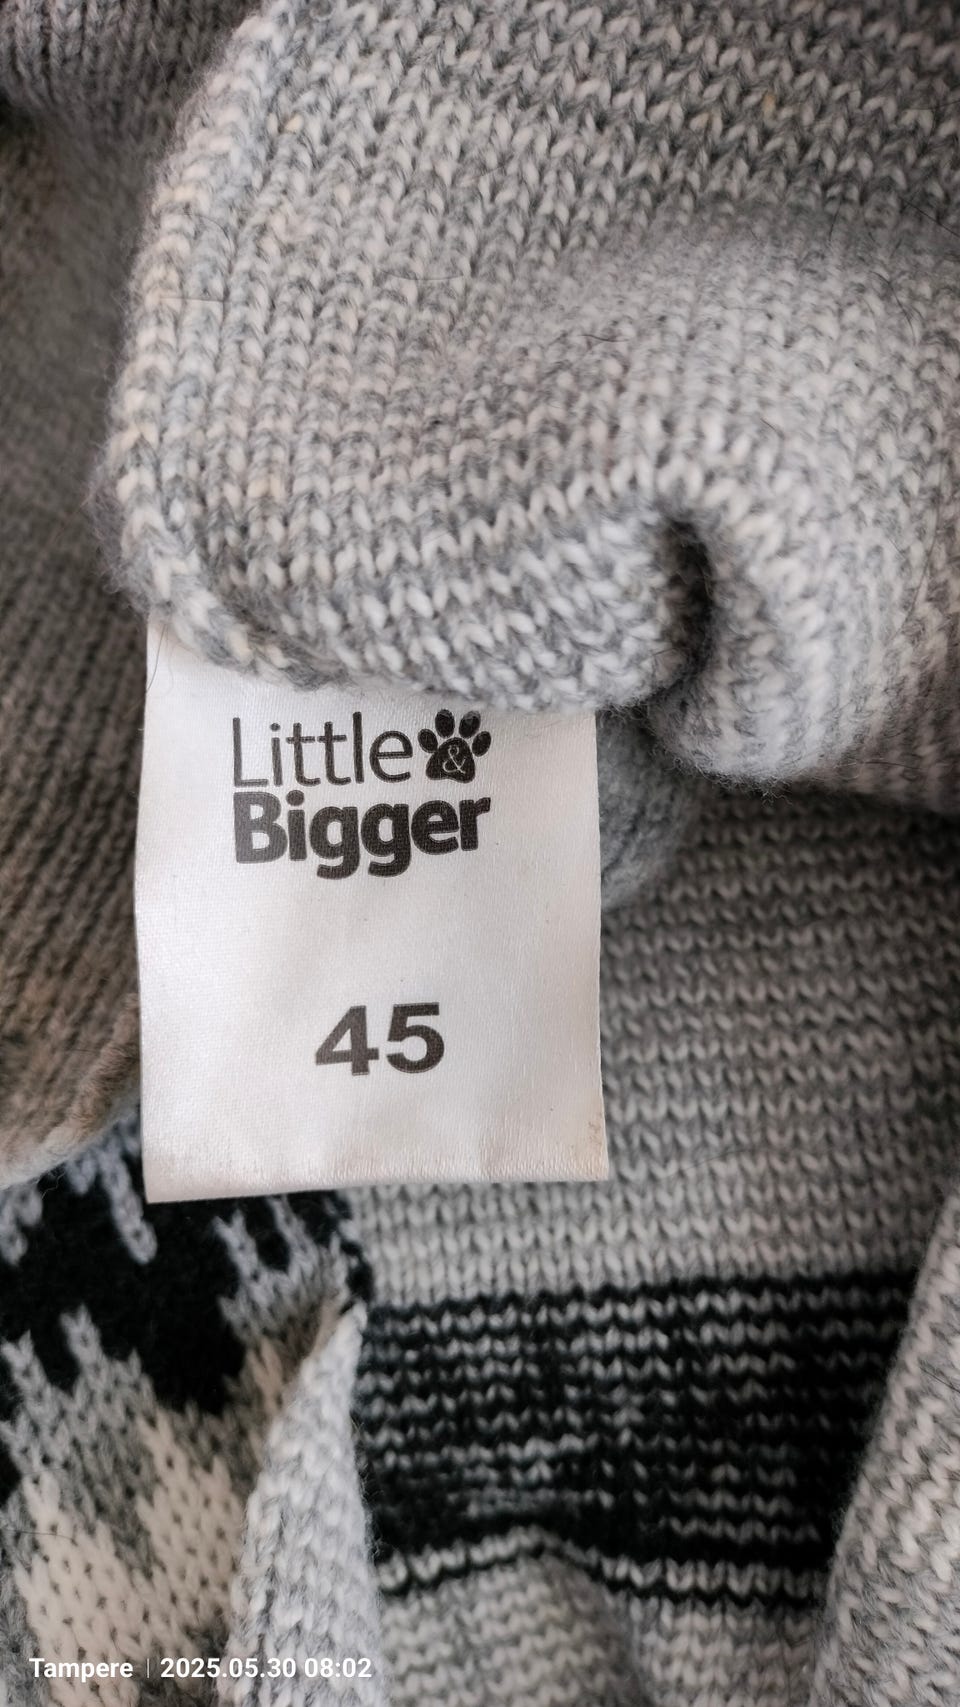 Little &
Bigger
45
Tampere | 2025.05.30 08:02